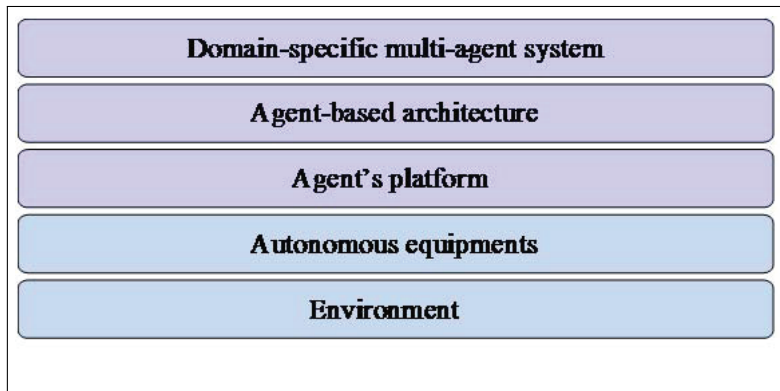 Domain-specific multi-agent system
Agent-based architecture
Agent's platform
Autonomous equipments
Environment